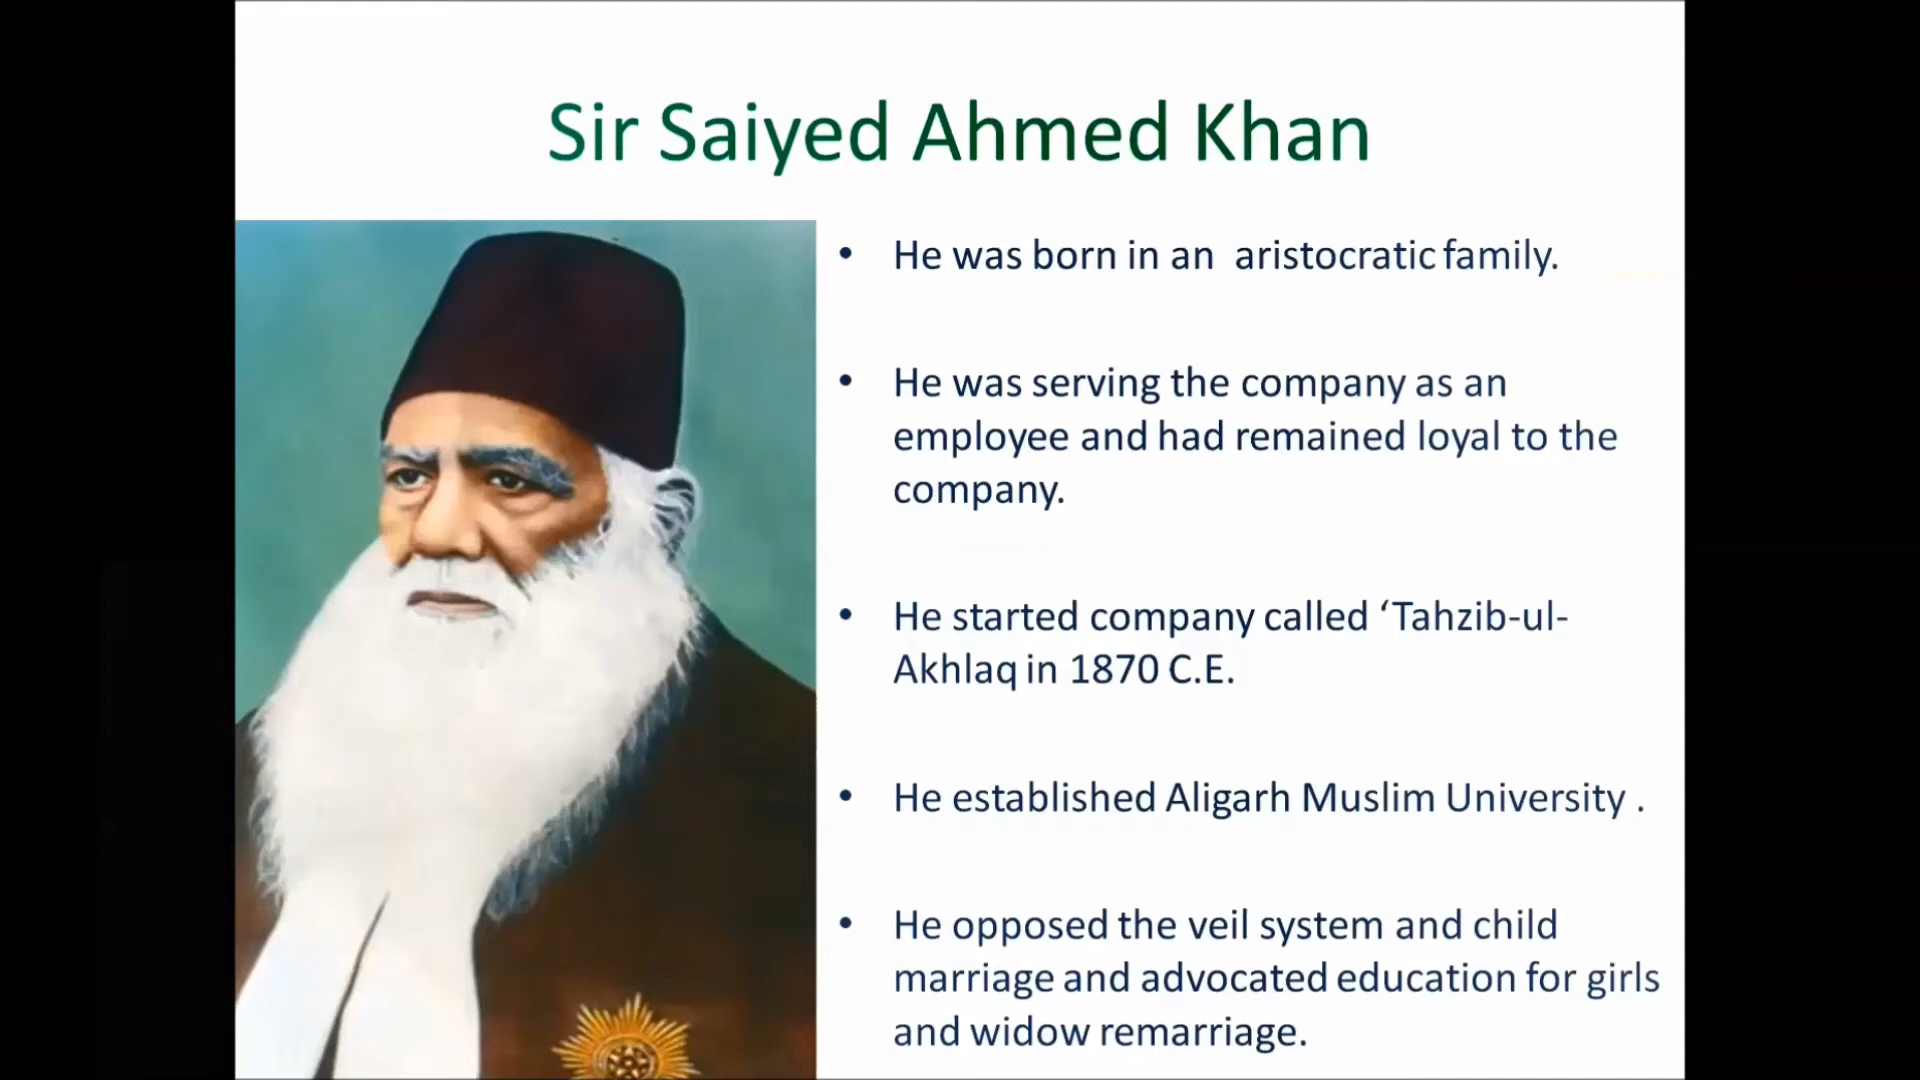 Sir Saiyed Ahmed Khan
• He was born in an aristocratic family.
• He was serving the company as an
employee and had remained loyal to the
company.
• He started company called ‘Tahzib-ul-
Akhlaq in 1870 C.E.
• He established Aligarh Muslim University .
• He opposed the veil system and child
marriage and advocated education for girls
and widow remarriage.